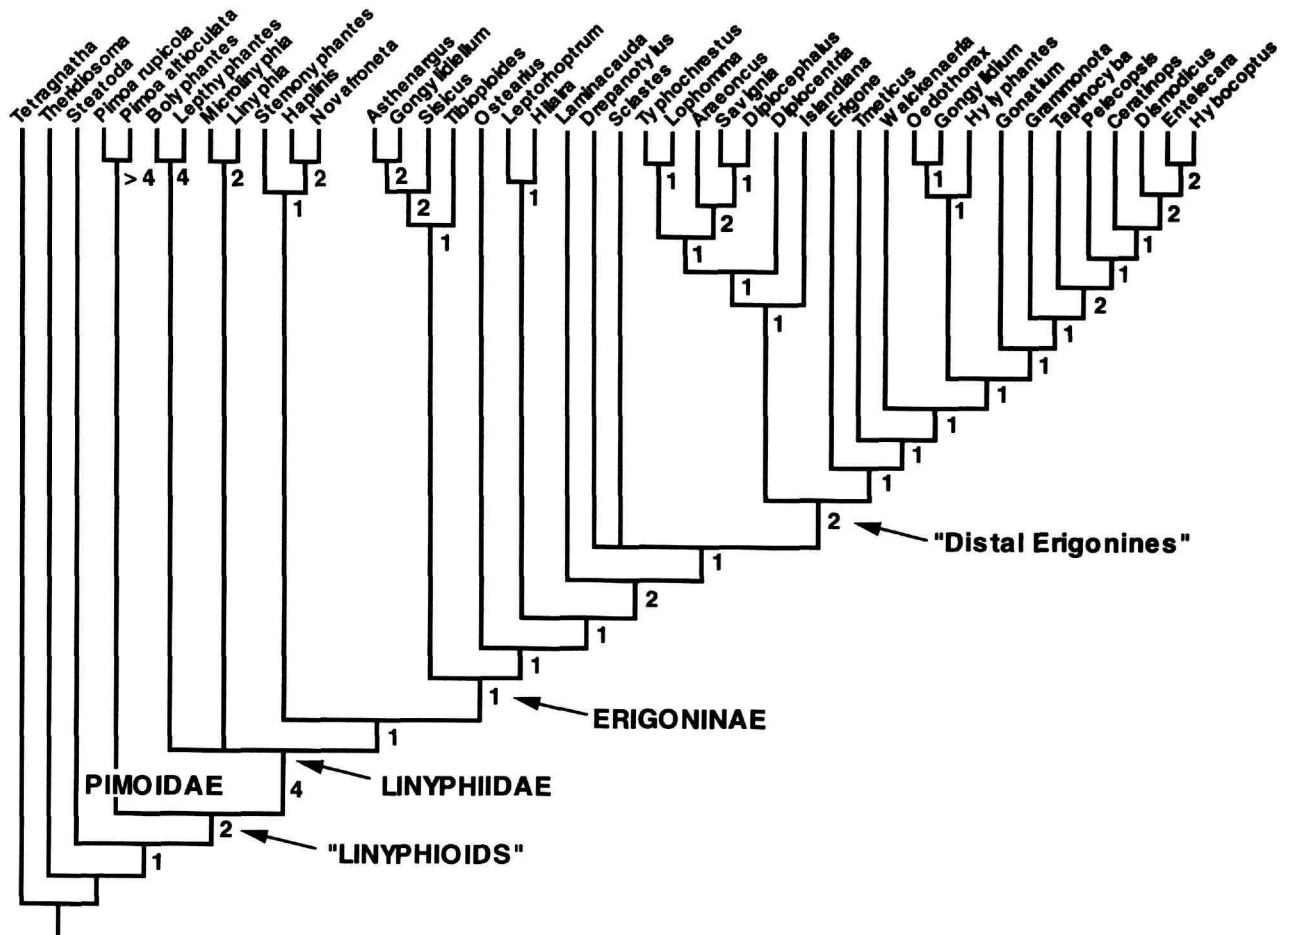 Tetragnatha
Theridiosoma
Steatoda
Pimoa rupicola
Pimoa altioculata
Bolyphantes
Lepthyphantes
Microlinyphia
Linyphia
Stemonyphantes
Haplinis
Novafroneta
Asthenargus
Gongylidiellum
Sisicus
Tibioploides
Ostearius
Leptorhoptrum
Hilaira
Laminacauda
Drepanotylus
Sciastes
Typhochrestus
Lophomma
Araeoncus
Savignia
Diplocephalus
Diplocentria
Islandiana
Erigone
Tmeticus
Walckenaeria
Oedothorax
Gongylidium
Hylyphantes
Gonatium
Grammonota
Tapinocyba
Pelecopsis
Ceratinops
Dismodicus
Entelecara
Hybocoptus
> 4
4
2
2
1
2
2
1
1
1
1
2
1
1
1
1
1
2
2
1
1
2
1
1
1
1
1
1
2
"Distal Erigonines"
1
2
1
1
1
ERIGONINAE
1
PIMOIDAE
4
LINYPHIIDAE
2
"LINYPHIOIDS"
1